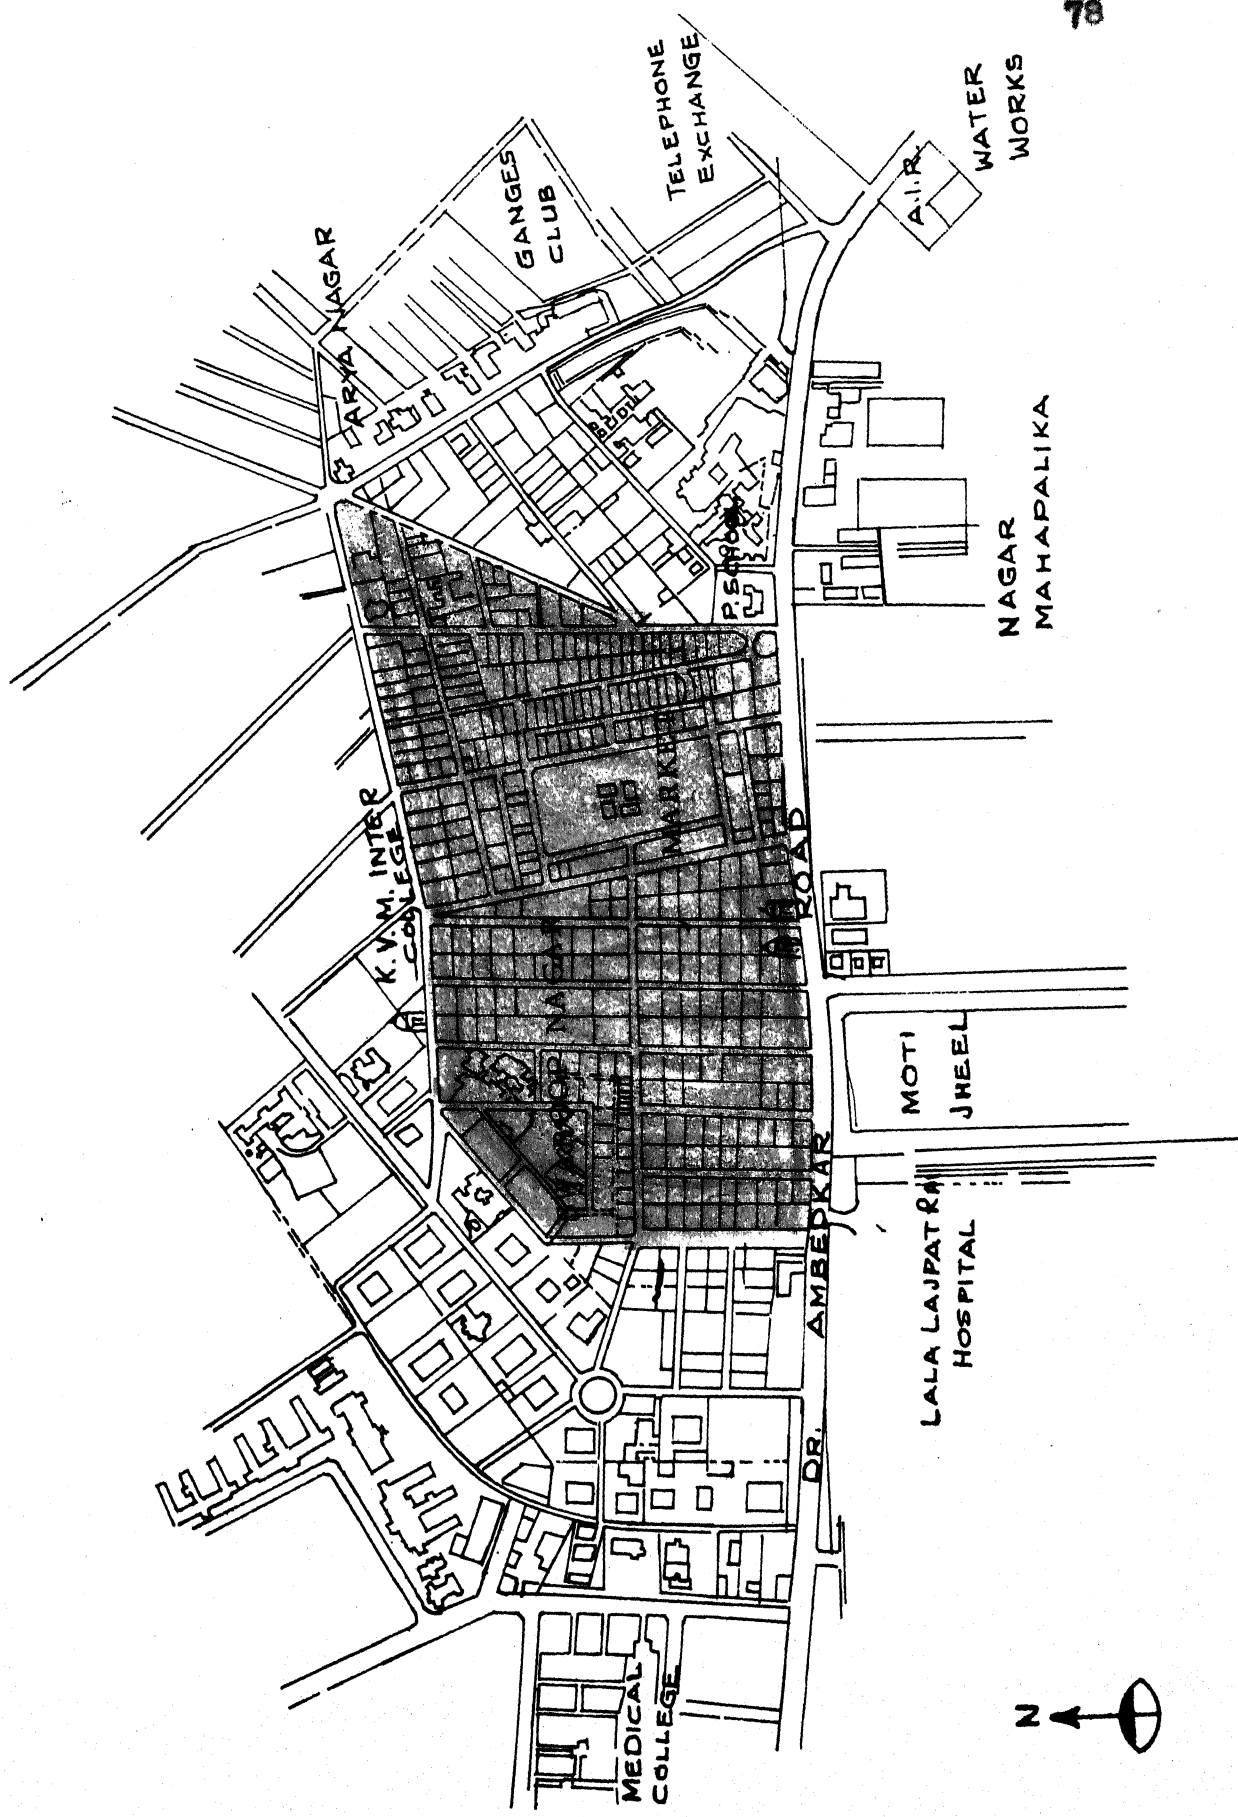 78
TELEPHONE
EXCHANGE
WATER
WORKS
A.I.R.
GANGES
CLUB
ARYA NAGAR
P. SCHOOL
NAGAR
MAHAPALIKA
K.V.M. INTER
COLLEGE
MARKET
SWAROOP NAGAR
DR. AMBEDKAR ROAD
MOTI
JHEEL
LALA LAJPAT RAI
HOSPITAL
MEDICAL
COLLEGE
N